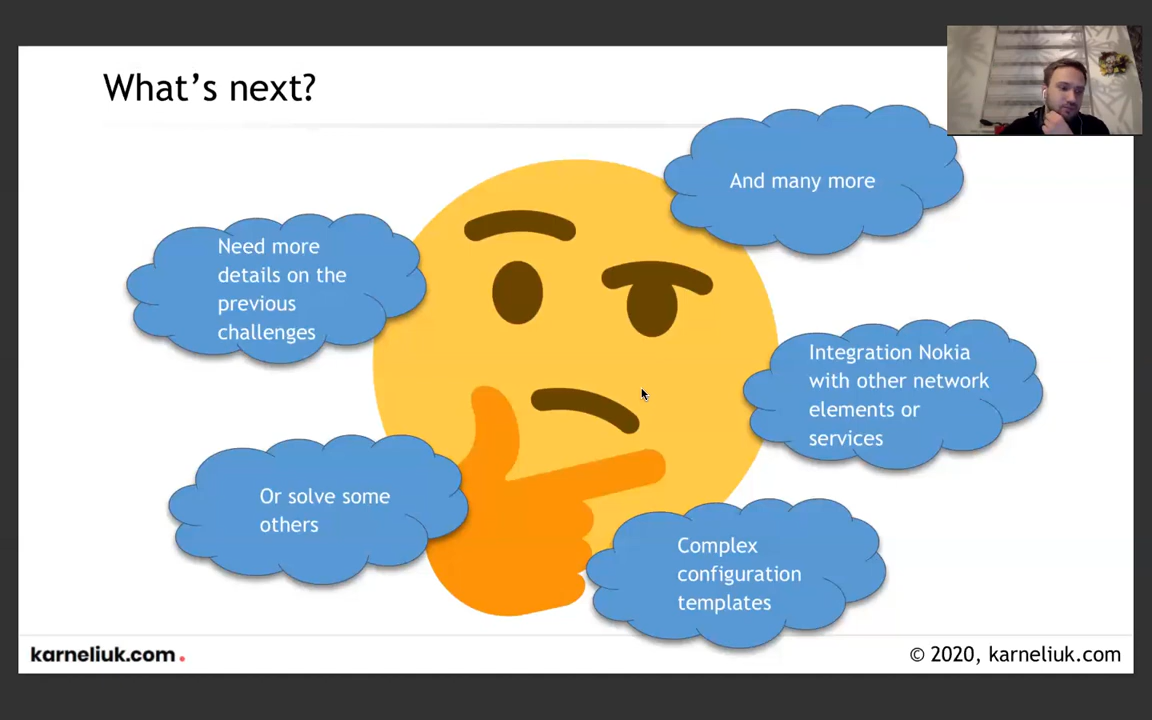 What's next?
And many more
Need more
details on the
previous
challenges
Integration Nokia
with other network
elements or
services
Or solve some
others
Complex
configuration
templates
karneliuk.com.
© 2020, karneliuk.com